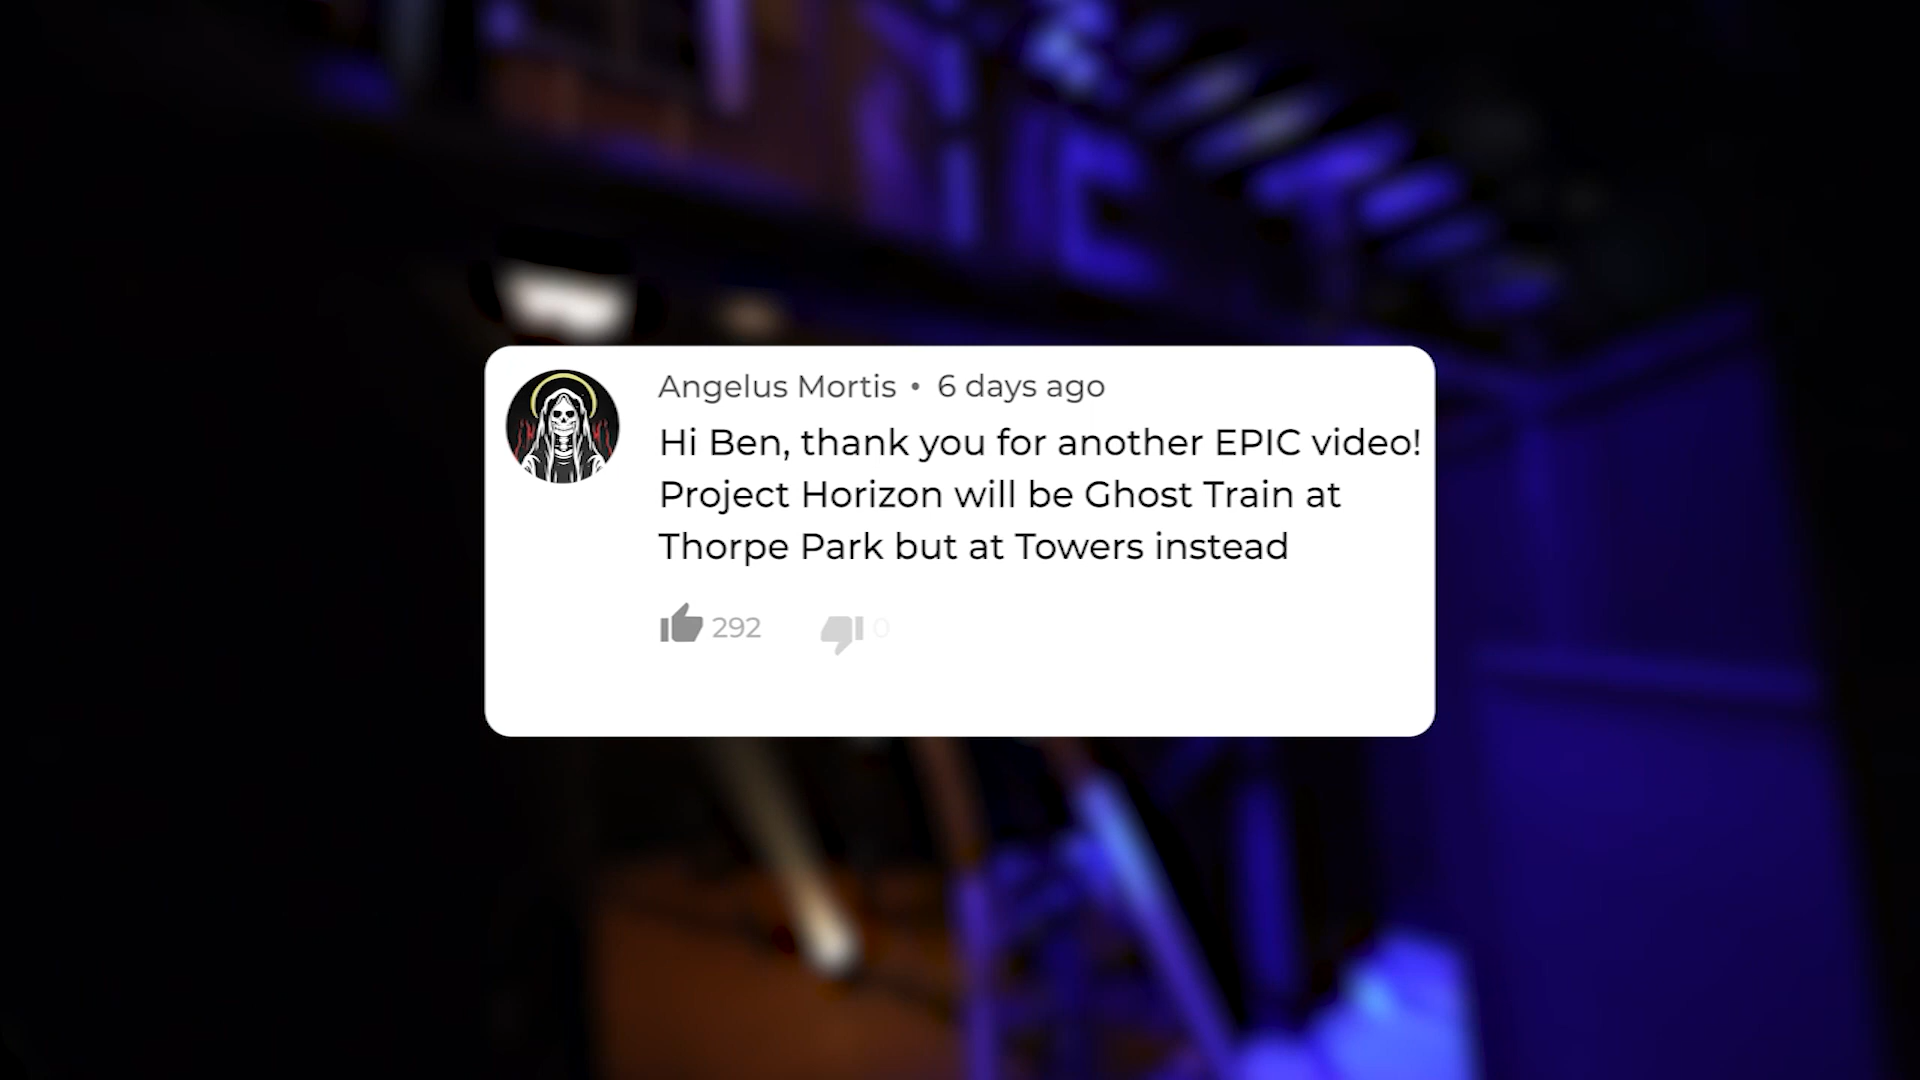 Angelus Mortis • 6 days ago
Hi Ben, thank you for another EPIC video!
Project Horizon will be Ghost Train at
Thorpe Park but at Towers instead
292 0